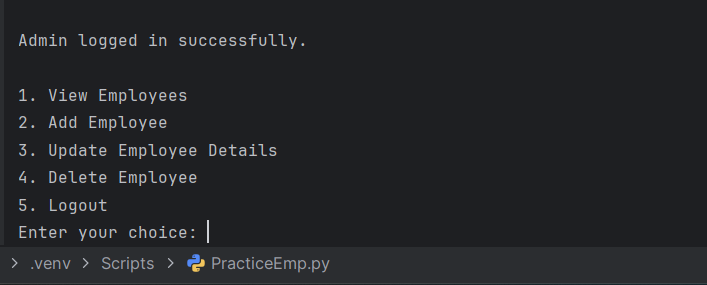 Admin logged in successfully.
1. View Employees
2. Add Employee
3. Update Employee Details
4. Delete Employee
5. Logout
Enter your choice:
> .venv > Scripts > PracticeEmp.py